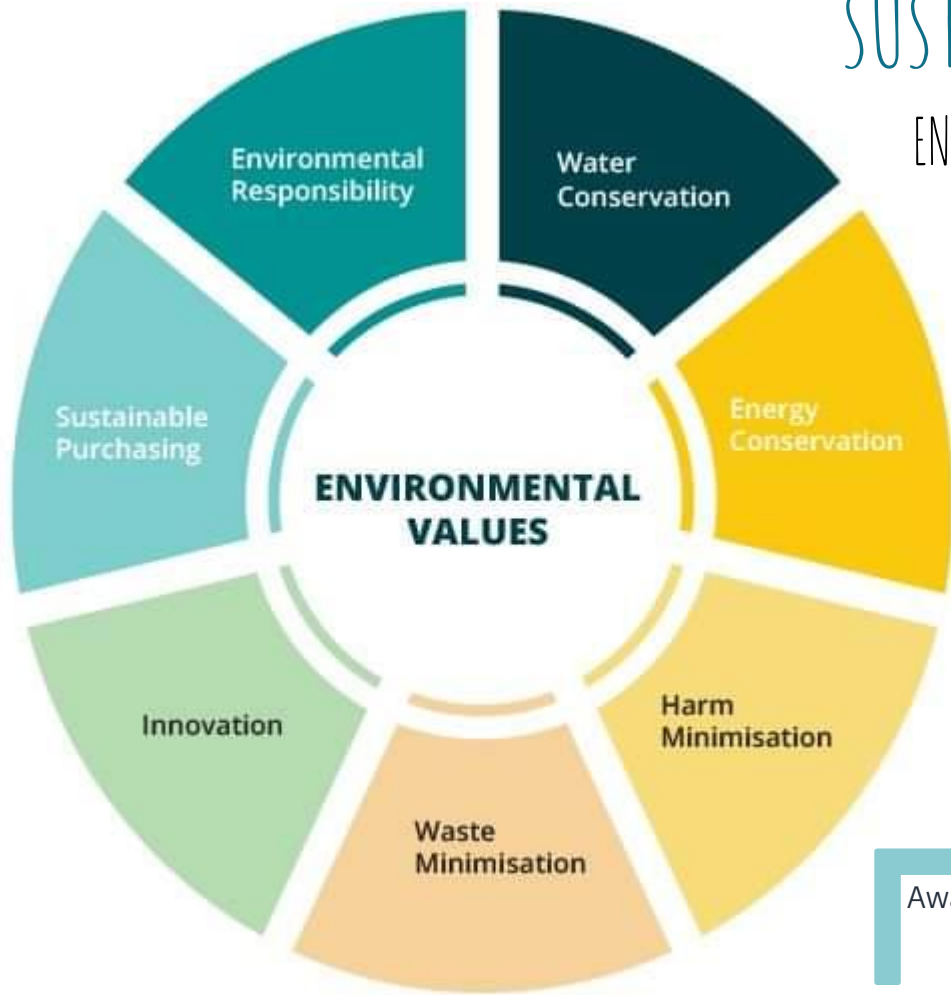 Environmental
Responsibility
Water
Conservation
Sustainable
Purchasing
Energy
Conservation
ENVIRONMENTAL
VALUES
Innovation
Harm
Minimisation
Waste
Minimisation